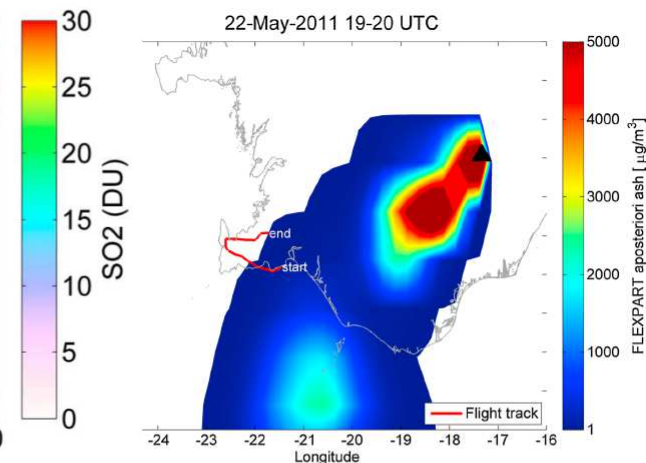 22-May-2011 19-20 UTC
30
25
20
15
10
5
0
SO2 (DU)
end
start
Flight track
-24 -23 -22 -21 -20 -19 -18 -17 -16
Longitude
5000
4000
3000
2000
1000
1
FLEXPART aposteriori ash [ μg/m³]